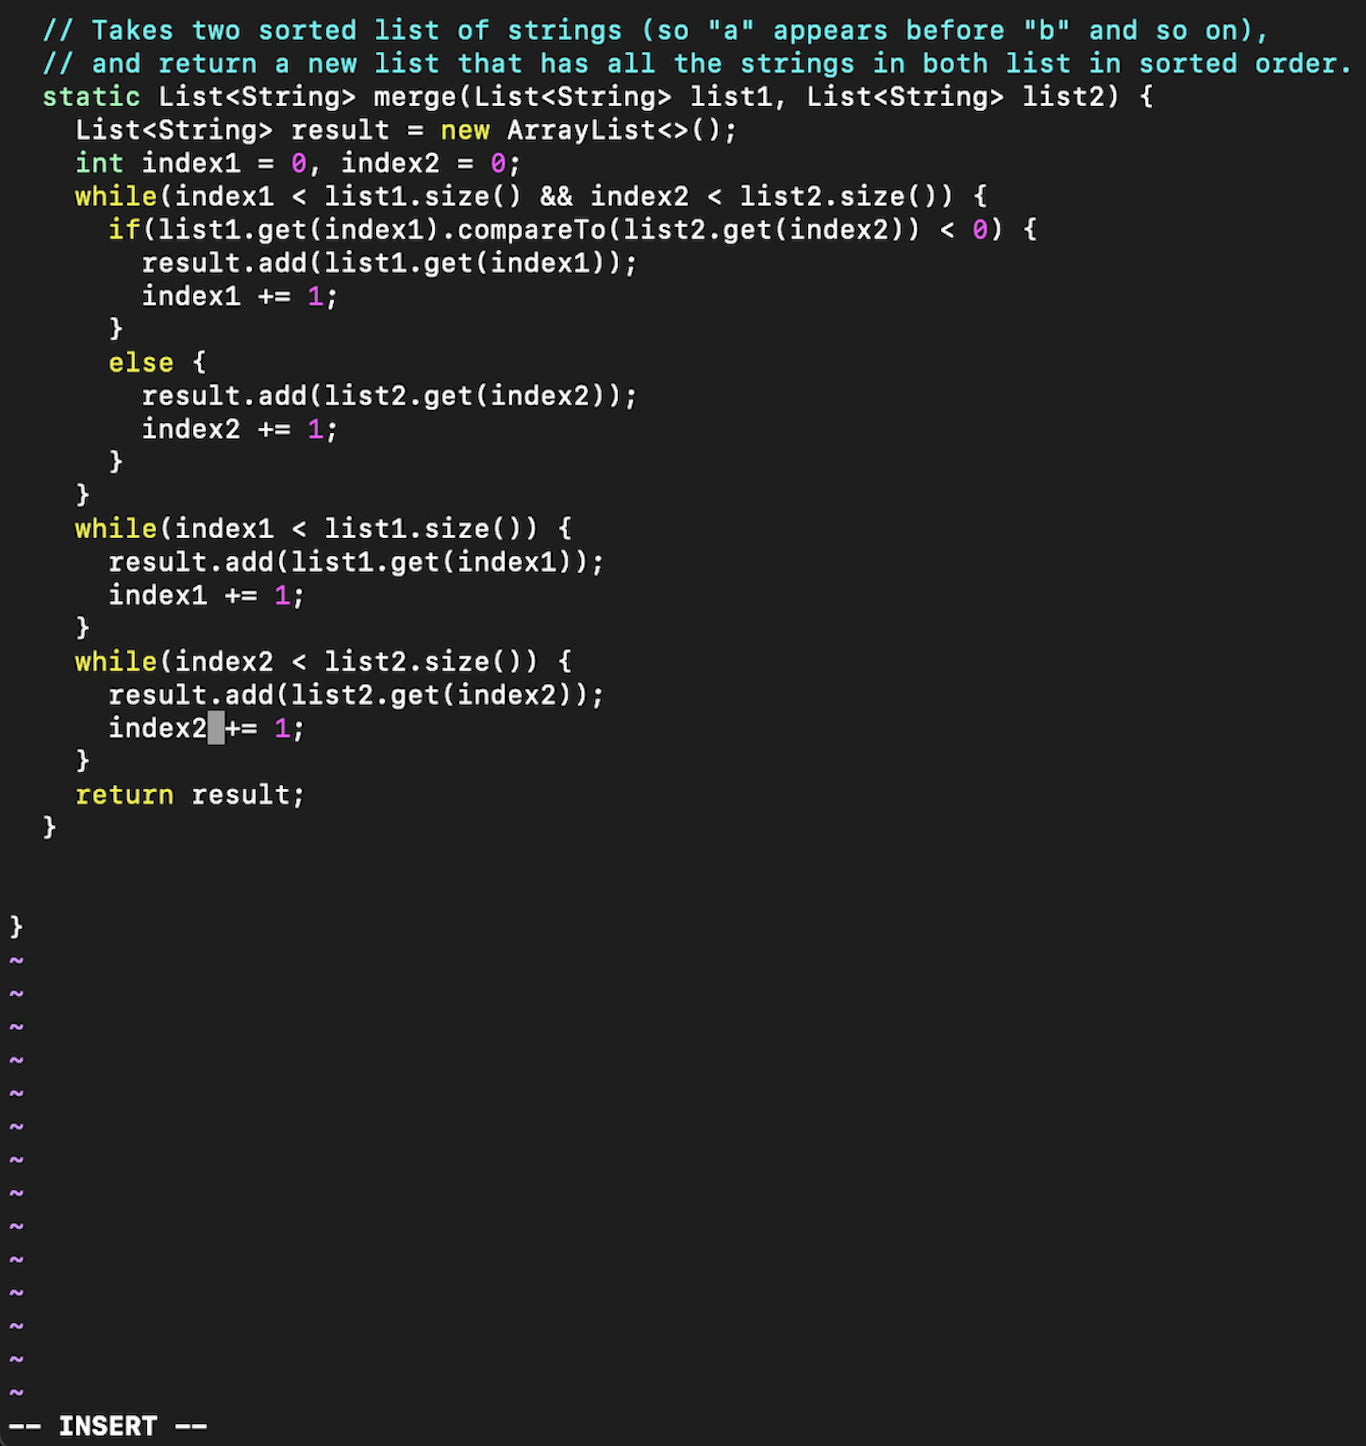 // Takes two sorted list of strings (so "a" appears before "b" and so on),
// and return a new list that has all the strings in both list in sorted order.
static List<String> merge(List<String> list1, List<String> list2) {
List<String> result = new ArrayList<>();
int index1 = 0, index2 = 0;
while(index1 < list1.size() && index2 < list2.size()) {
if(list1.get(index1).compareTo(list2.get(index2)) < 0) {
result.add(list1.get(index1));
index1 += 1;
}
else {
result.add(list2.get(index2));
index2 += 1;
}
}
while(index1 < list1.size()) {
result.add(list1.get(index1));
index1 += 1;
}
while(index2 < list2.size()) {
result.add(list2.get(index2));
index2 += 1;
}
return result;
}
}
~
~
~
~
~
~
~
~
~
~
~
~
~
~
-- INSERT --